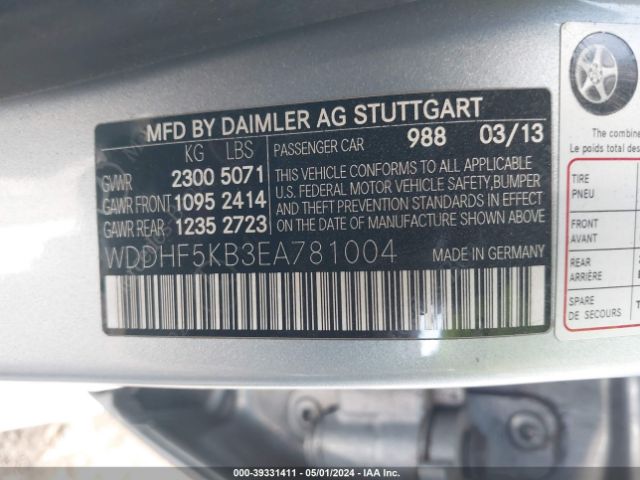 MFD BY DAIMLER AG STUTTGART
KG LBS PASSENGER CAR 988 03/13
GVWR 2300 5071
GAWR FRONT 1095 2414
GAWR REAR 1235 2723
THIS VEHICLE CONFORMS TO ALL APPLICABLE
U.S. FEDERAL MOTOR VEHICLE SAFETY, BUMPER
AND THEFT PREVENTION STANDARDS IN EFFECT
ON THE DATE OF MANUFACTURE SHOWN ABOVE.
WDDHF5KB3EA781004 MADE IN GERMANY
The combine
Le poids total des
TIRE
PNEU
FRONT
AVANT
REAR
ARRIÈRE
SPARE
DE SECOURS
000-39331411 - 05/01/2024 - IAA Inc.